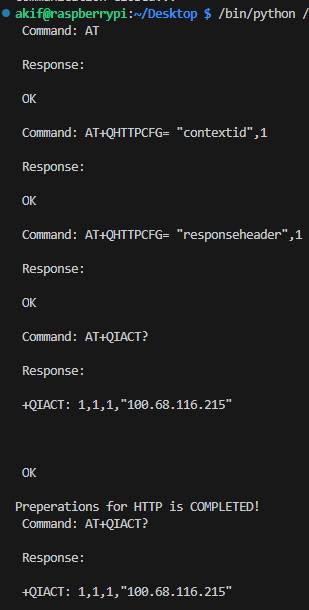 akif@raspberrypi:~/Desktop $ /bin/python /
Command: AT
Response:
OK
Command: AT+QHTTPCFG= "contextid",1
Response:
OK
Command: AT+QHTTPCFG= "responseheader",1
Response:
OK
Command: AT+QIACT?
Response:
+QIACT: 1,1,1,"100.68.116.215"
OK
Preperations for HTTP is COMPLETED!
Command: AT+QIACT?
Response:
+QIACT: 1,1,1,"100.68.116.215"